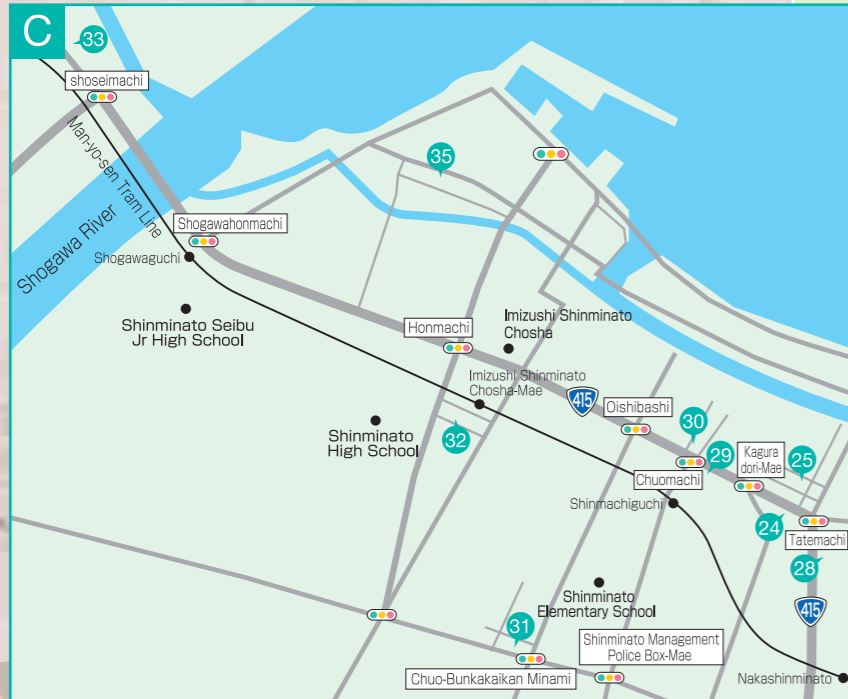 C
33
shoseimachi
Man-yo-sen Tram Line
Shogawa River
35
Shogawahonmachi
Shogawaguchi
Shinminato Seibu
Jr High School
Honmachi
Imizushi Shinminato
Chosha
Imizushi Shinminato
Chosha-Mae
415
Oishibashi
Shinminato
High School
32
30
29
Kagura
dori-Mae
25
Chuomachi
Shinmachiguchi
24
Tatemachi
28
Shinminato
Elementary School
415
31
Shinminato Management
Police Box-Mae
Chuo-Bunkakaikan Minami
Nakashinminato